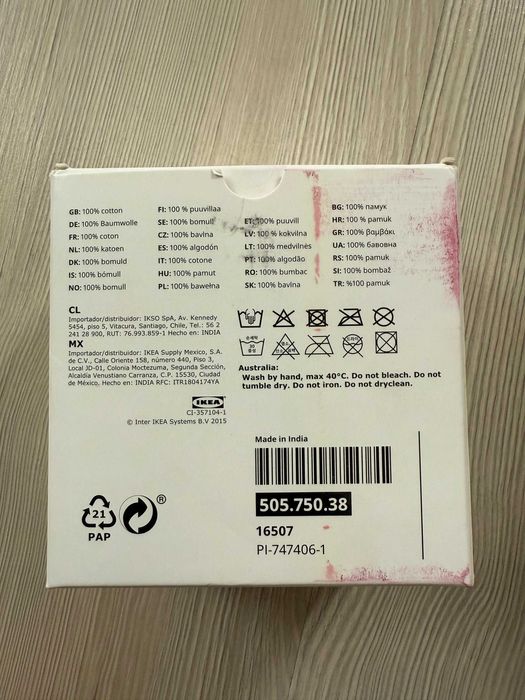 GB: 100% cotton
DE: 100% Baumwolle
FR: 100% coton
NL: 100% katoen
DK: 100% bomuld
IS: 100% bómull
NO: 100% bomull
FI: 100 % puuvillaa
SE: 100% bomull
CZ: 100% bavlna
ES: 100% algodón
IT: 100% cotone
HU: 100% pamut
PL: 100% bawełna
ET: 100% puuvill
LV: 100% kokvilna
LT: 100% medvilnės
PT: 100% algodão
RO: 100% bumbac
SK: 100% bavlna
BG: 100% памук
HR: 100 % pamuk
GR: 100% βαμβάκι
UA: 100% бавовна
RS: 100% pamuk
SI: 100% bombaž
TR: %100 pamuk
CL
Importador/distribuidor: IKSO SpA, Av. Kennedy
5454, piso 5, Vitacura, Santiago, Chile, Tel.: 56 2
241 28 900, RUT: 76.993.859-1 Hecho en: INDIA
MX
Importador/distribuidor: IKEA Supply Mexico, S.A.
de C.V., Calle Oriente 158, número 440, Piso 3,
Local JD-01, Colonia Moctezuma, Segunda Sección,
Alcaldía Venustiano Carranza, C.P. 15530, Ciudad
de México. Hecho en: INDIA RFC: ITR1804174YA
IKEA
CI-357104-1
© Inter IKEA Systems B.V 2015
Australia:
Wash by hand, max 40°C. Do not bleach. Do not
tumble dry. Do not iron. Do not dryclean.
Made in India
505.750.38
16507
PI-747406-1
21
PAP
®